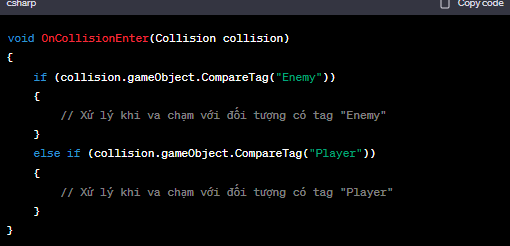 csharp Copy code
void OnCollisionEnter(Collision collision)
{
    if (collision.gameObject.CompareTag("Enemy"))
    {
        // Xử lý khi va chạm với đối tượng có tag "Enemy"
    }
    else if (collision.gameObject.CompareTag("Player"))
    {
        // Xử lý khi va chạm với đối tượng có tag "Player"
    }
}